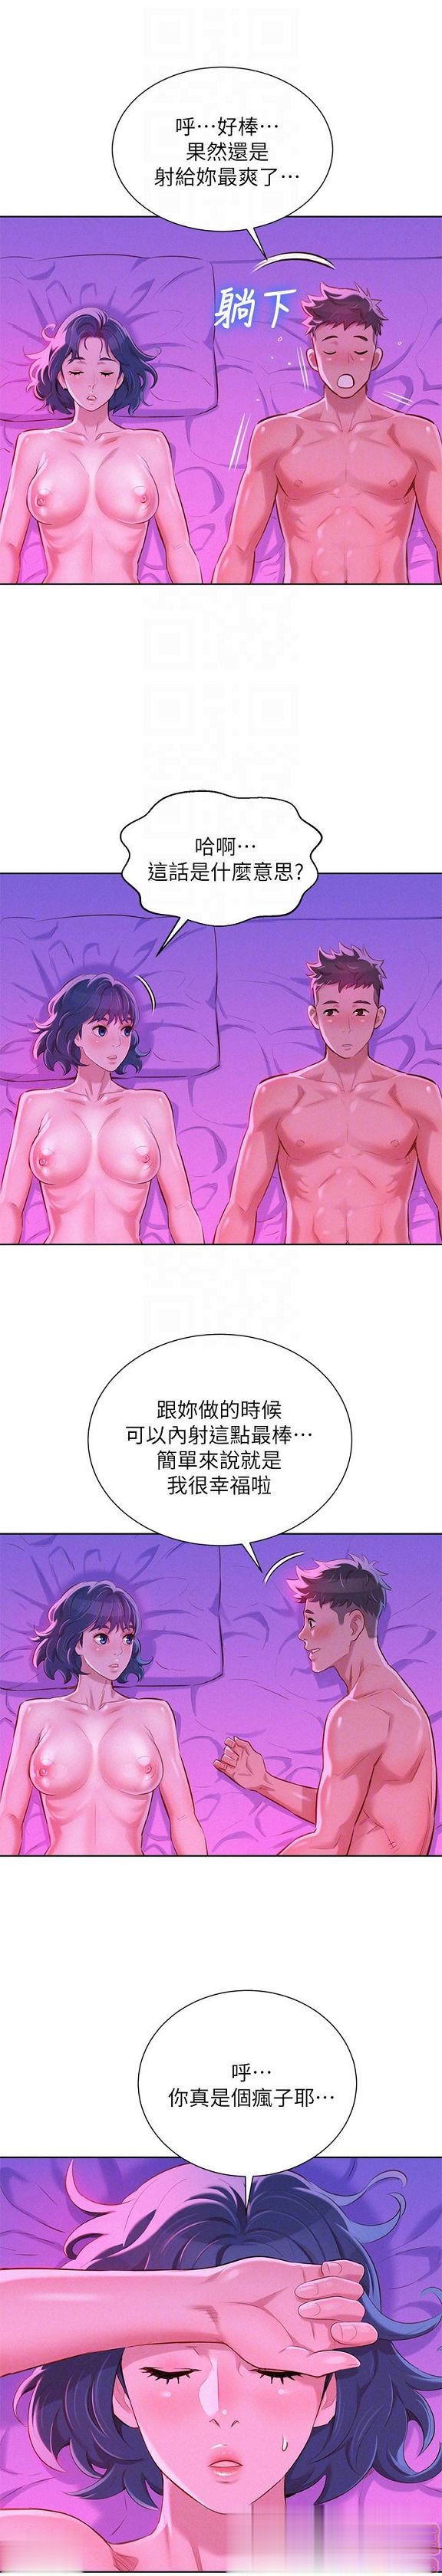 呼⋯好棒⋯
果然還是
射給妳最爽了⋯
躺下
哈啊⋯
這話是什麼意思?
跟妳做的時候
可以內射這點最棒⋯
簡單來說就是
我很幸福啦
呼⋯
你真是個瘋子耶⋯